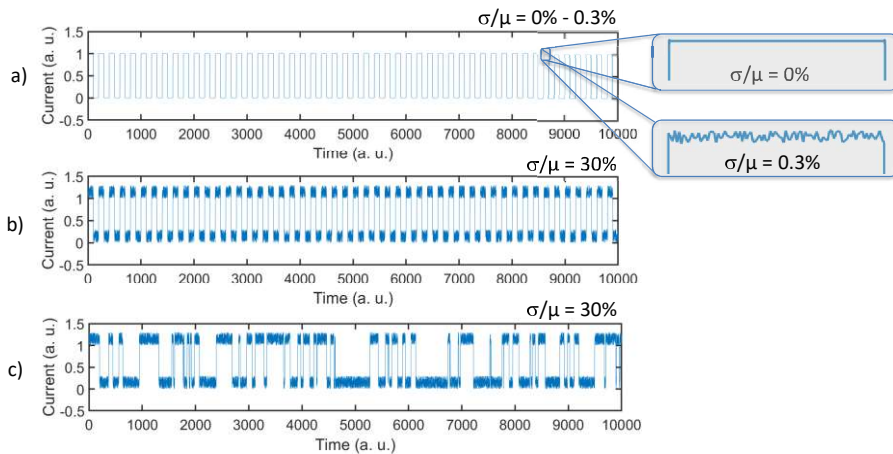 σ/μ = 0% - 0.3%
a)
Current (a. u.)
1.5
1
0.5
0
-0.5
0 1000 2000 3000 4000 5000 6000 7000 8000 9000 10000
Time (a. u.)
σ/μ = 0%
σ/μ = 0.3%
σ/μ = 30%
b)
Current (a. u.)
1.5
1
0.5
0
-0.5
0 1000 2000 3000 4000 5000 6000 7000 8000 9000 10000
Time (a. u.)
σ/μ = 30%
c)
Current (a. u.)
1.5
1
0.5
0
-0.5
0 1000 2000 3000 4000 5000 6000 7000 8000 9000 10000
Time (a. u.)